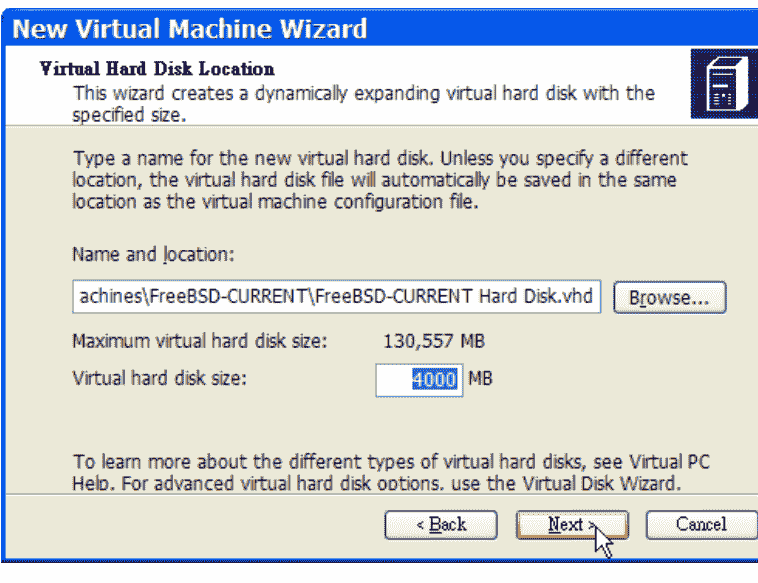 New Virtual Machine Wizard
Virtual Hard Disk Location
This wizard creates a dynamically expanding virtual hard disk with the
specified size.
Type a name for the new virtual hard disk. Unless you specify a different
location, the virtual hard disk file will automatically be saved in the same
location as the virtual machine configuration file.
Name and location:
achines\FreeBSD-CURRENT\FreeBSD-CURRENT Hard Disk.vhd Browse...
Maximum virtual hard disk size: 130,557 MB
Virtual hard disk size: 4000 MB
To learn more about the different types of virtual hard disks, see Virtual PC
Help. For advanced virtual hard disk options, use the Virtual Disk Wizard.
< Back Next > Cancel